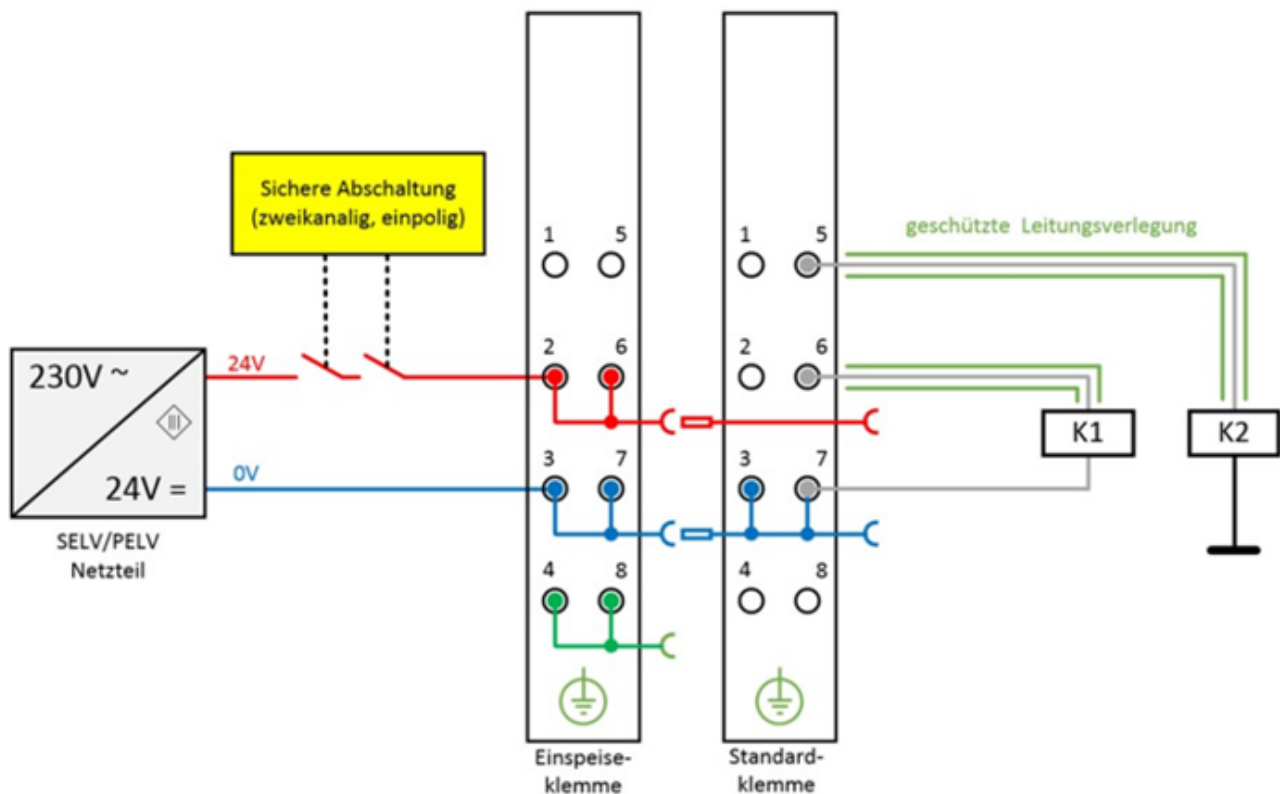 Sichere Abschaltung
(zweikanalig, einpolig)
1 5
1 5
geschützte Leitungsverlegung
230V ~
24V
2 6
2 6
24V =
0V
3 7
3 7
K1
K2
SELV/PELV
Netzteil
4 8
4 8
Einspeise-
klemme
Standard-
klemme